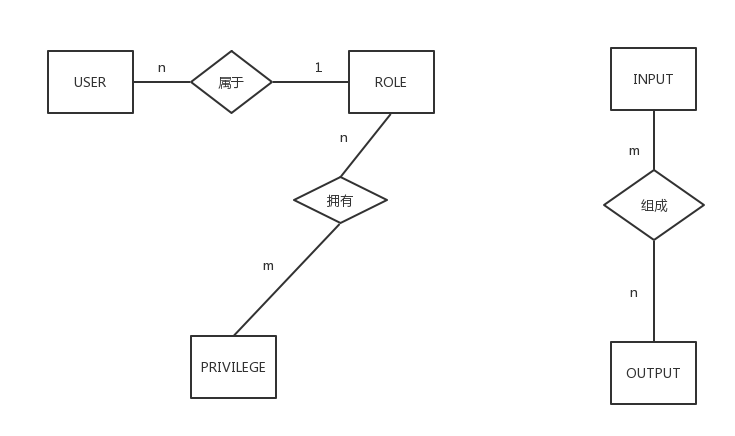 USER
n
属于
1
ROLE
n
拥有
m
PRIVILEGE
INPUT
m
组成
n
OUTPUT